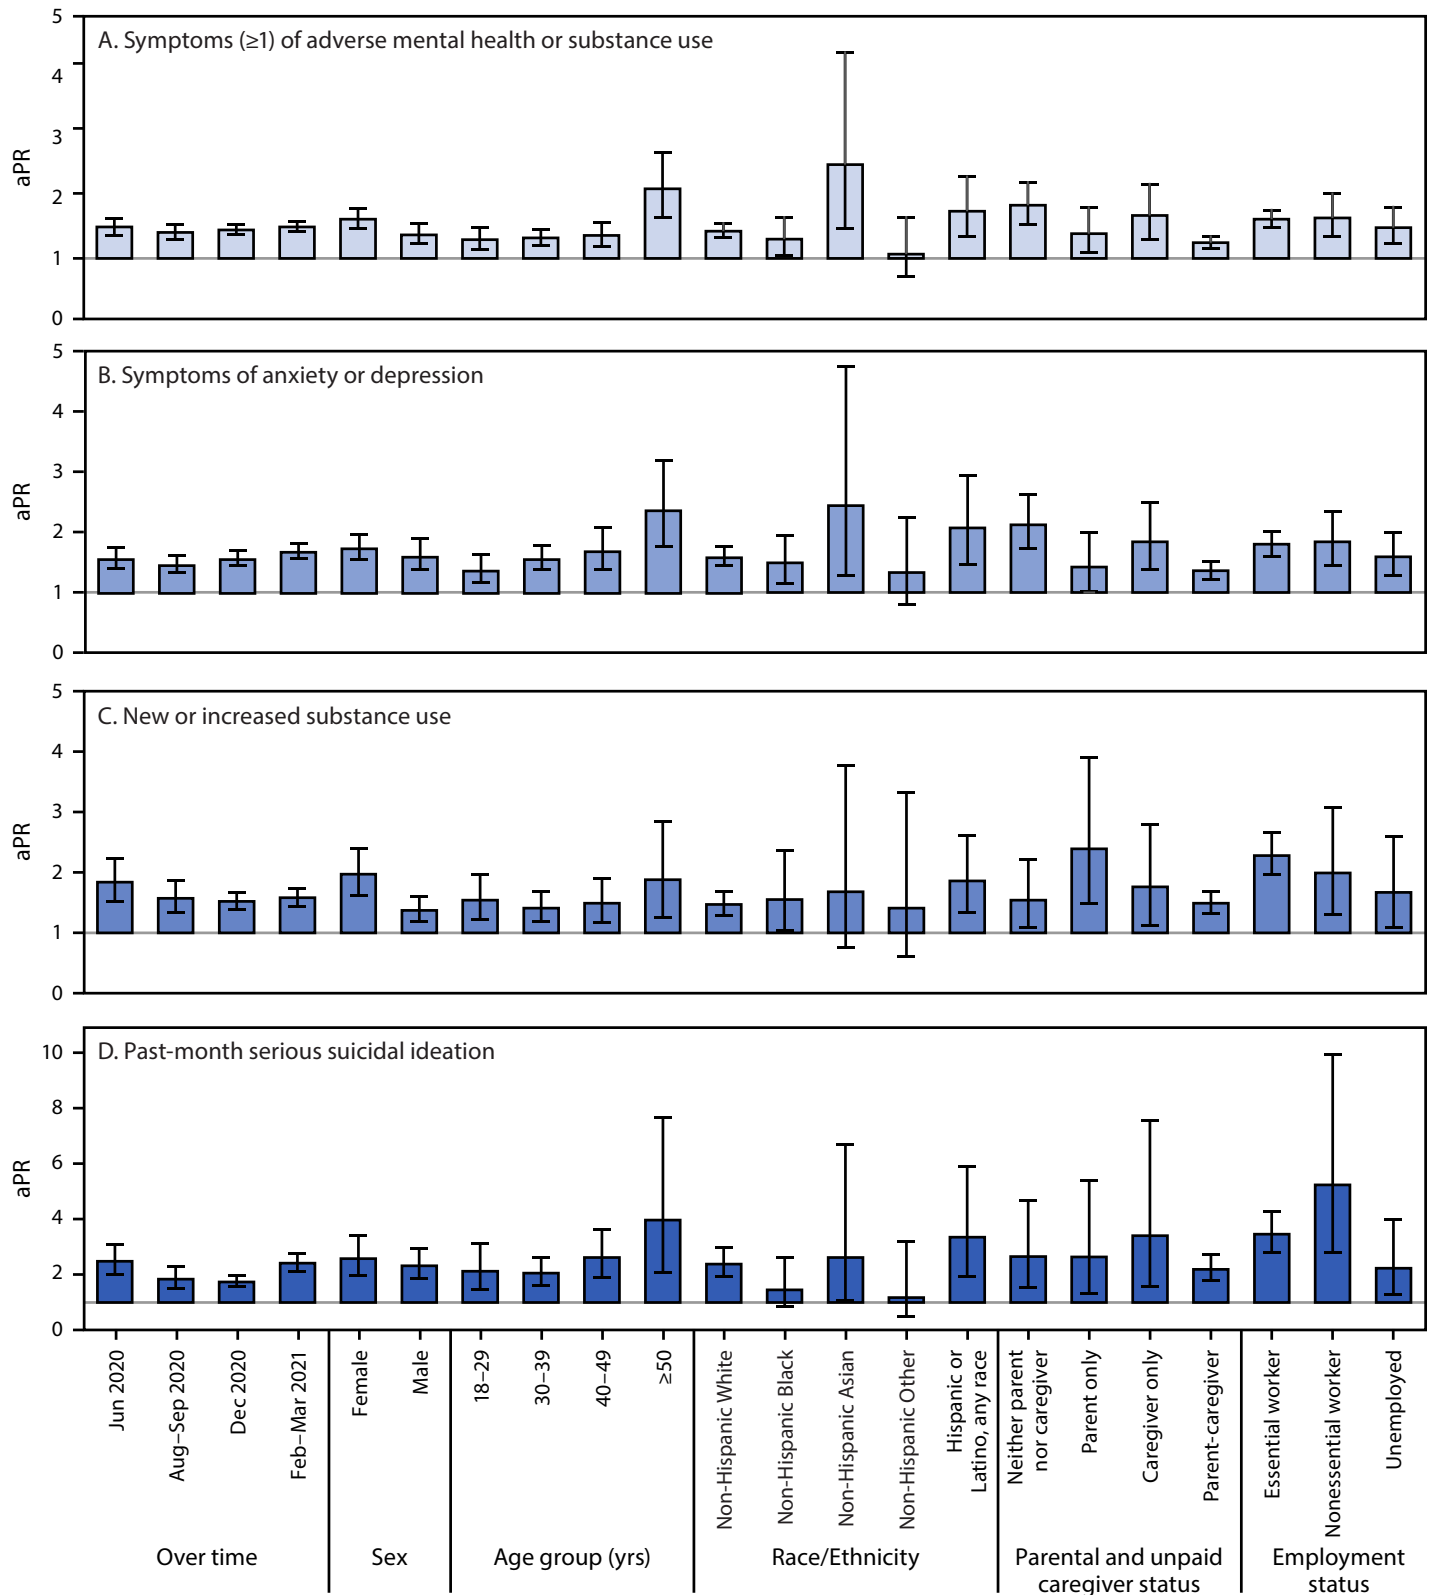 A. Symptoms (≥1) of adverse mental health or substance use
aPR
5
4
3
2
1
0
B. Symptoms of anxiety or depression
aPR
5
4
3
2
1
0
C. New or increased substance use
aPR
5
4
3
2
1
0
D. Past-month serious suicidal ideation
aPR
10
8
6
4
2
0
Jun 2020
Aug–Sep 2020
Dec 2020
Feb–Mar 2021
Female
Male
18–29
30–39
40–49
≥50
Non-Hispanic White
Non-Hispanic Black
Non-Hispanic Asian
Non-Hispanic Other
Hispanic or
Latino, any race
Neither parent
nor caregiver
Parent only
Caregiver only
Parent-caregiver
Essential worker
Nonessential worker
Unemployed
Over time
Sex
Age group (yrs)
Race/Ethnicity
Parental and unpaid
caregiver status
Employment
status